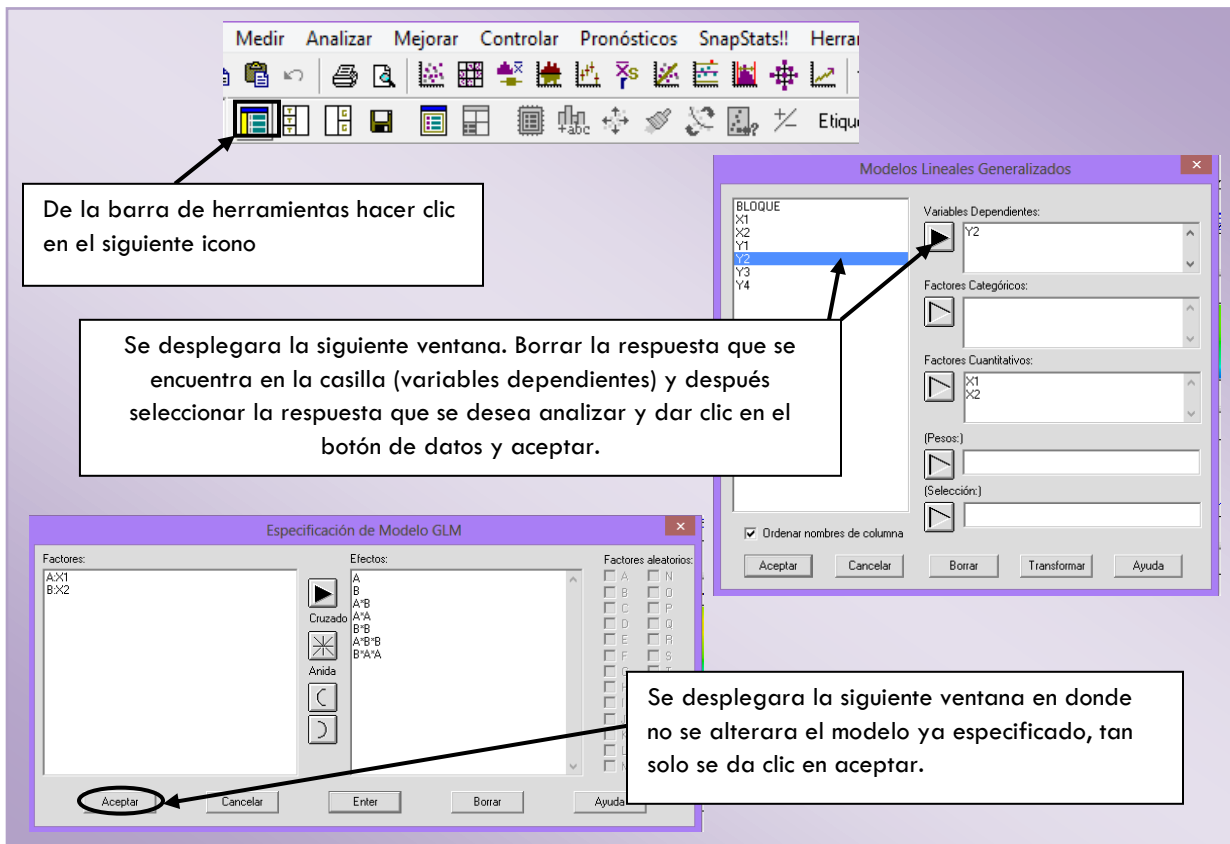 Medir Analizar Mejorar Controlar Pronósticos SnapStats!! Herra
Etiqu
De la barra de herramientas hacer clic
en el siguiente icono
Modelos Lineales Generalizados
BLOQUE
X1
X2
Y1
Y2
Y3
Y4
Variables Dependientes:
Y2
Factores Categóricos:
Factores Cuantitativos:
X1
X2
(Pesos:)
(Selección:)
Ordenar nombres de columna
Aceptar Cancelar Borrar Transformar Ayuda
Se desplegara la siguiente ventana. Borrar la respuesta que se
encuentra en la casilla (variables dependientes) y después
seleccionar la respuesta que se desea analizar y dar clic en el
botón de datos y aceptar.
Especificación de Modelo GLM
Factores:
A:X1
B:X2
Cruzado
Anida
Efectos:
A
B
A*B
A*A
B*B
A*B*B
B*A*A
Factores aleatorios:
A N
B O
C P
D Q
E R
F S
Aceptar Cancelar Enter Borrar Ayuda
Se desplegara la siguiente ventana en donde
no se alterara el modelo ya especificado, tan
solo se da clic en aceptar.